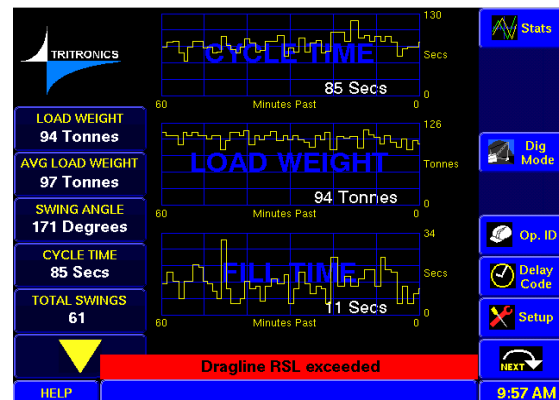 TRITRONICS
LOAD WEIGHT
94 Tonnes
AVG LOAD WEIGHT
97 Tonnes
SWING ANGLE
171 Degrees
CYCLE TIME
85 Secs
TOTAL SWINGS
61
HELP
130
CYCLE TIME
Secs
85 Secs
60
Minutes Past
0
0
126
LOAD WEIGHT
Tonnes
94 Tonnes
60
Minutes Past
0
0
34
FILL TIME
Secs
11 Secs
60
Minutes Past
0
0
Dragline RSL exceeded
Stats
Dig
Mode
Op. ID
Delay
Code
Setup
NEXT
9:57 AM